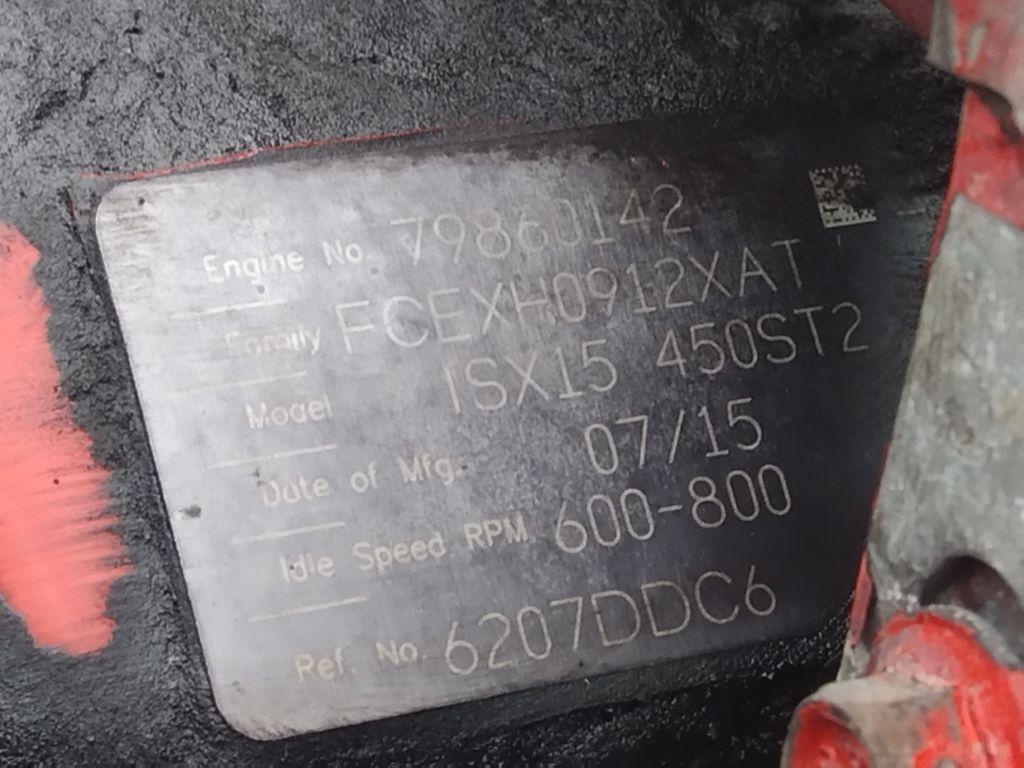 Engine No. 79860142
Family FCEXH0912XAT
Model ISX15 450ST2
Date of Mfg. 07/15
Idle Speed RPM 600-800
Ref. No. 6207DDC6